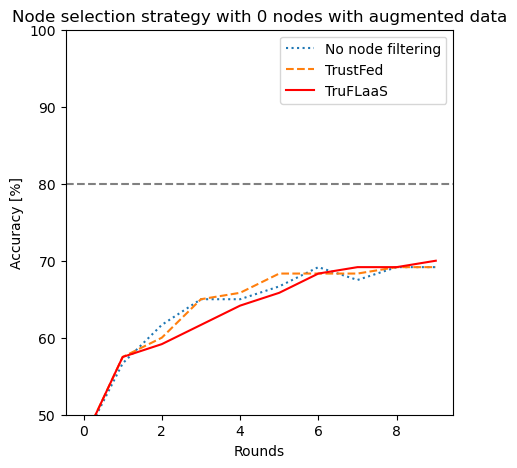 Node selection strategy with 0 nodes with augmented data
100
90
80
70
60
50
Accuracy [%]
No node filtering
TrustFed
TruFLaaS
0
2
4
6
8
Rounds